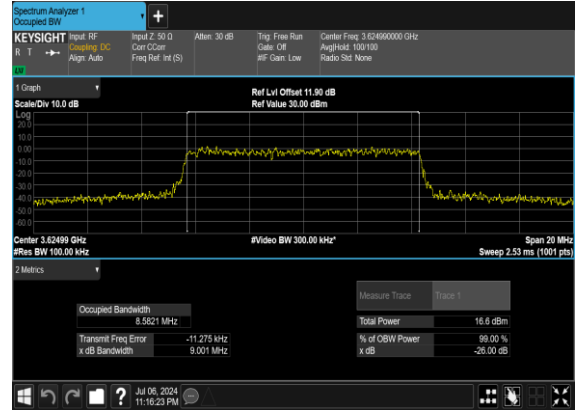 Spectrum Analyzer 1
Occupied BW
+
KEYSIGHT Input: RF Input Z: 50 Ω Atten: 30 dB Trig: Free Run Center Freq: 3.624990000 GHz
R T Coupling: DC Corr CCorr Gate: Off Avg|Hold: 100/100
Align: Auto Freq Ref: Int (S) #IF Gain: Low Radio Std: None
1 Graph
Ref Lvl Offset 11.90 dB
Scale/Div 10.0 dB Ref Value 30.00 dBm
Log
20.0
10.0
0.00
-10.0
-20.0
-30.0
-40.0
-50.0
-60.0
Center 3.62499 GHz #Video BW 300.00 kHz* Span 20 MHz
#Res BW 100.00 kHz Sweep 2.53 ms (1001 pts)
2 Metrics
Measure Trace Trace 1
Occupied Bandwidth
8.5821 MHz Total Power 16.6 dBm
Transmit Freq Error -11.275 kHz % of OBW Power 99.00 %
x dB Bandwidth 9.001 MHz x dB -26.00 dB
? Jul 06, 2024
11:16:23 PM